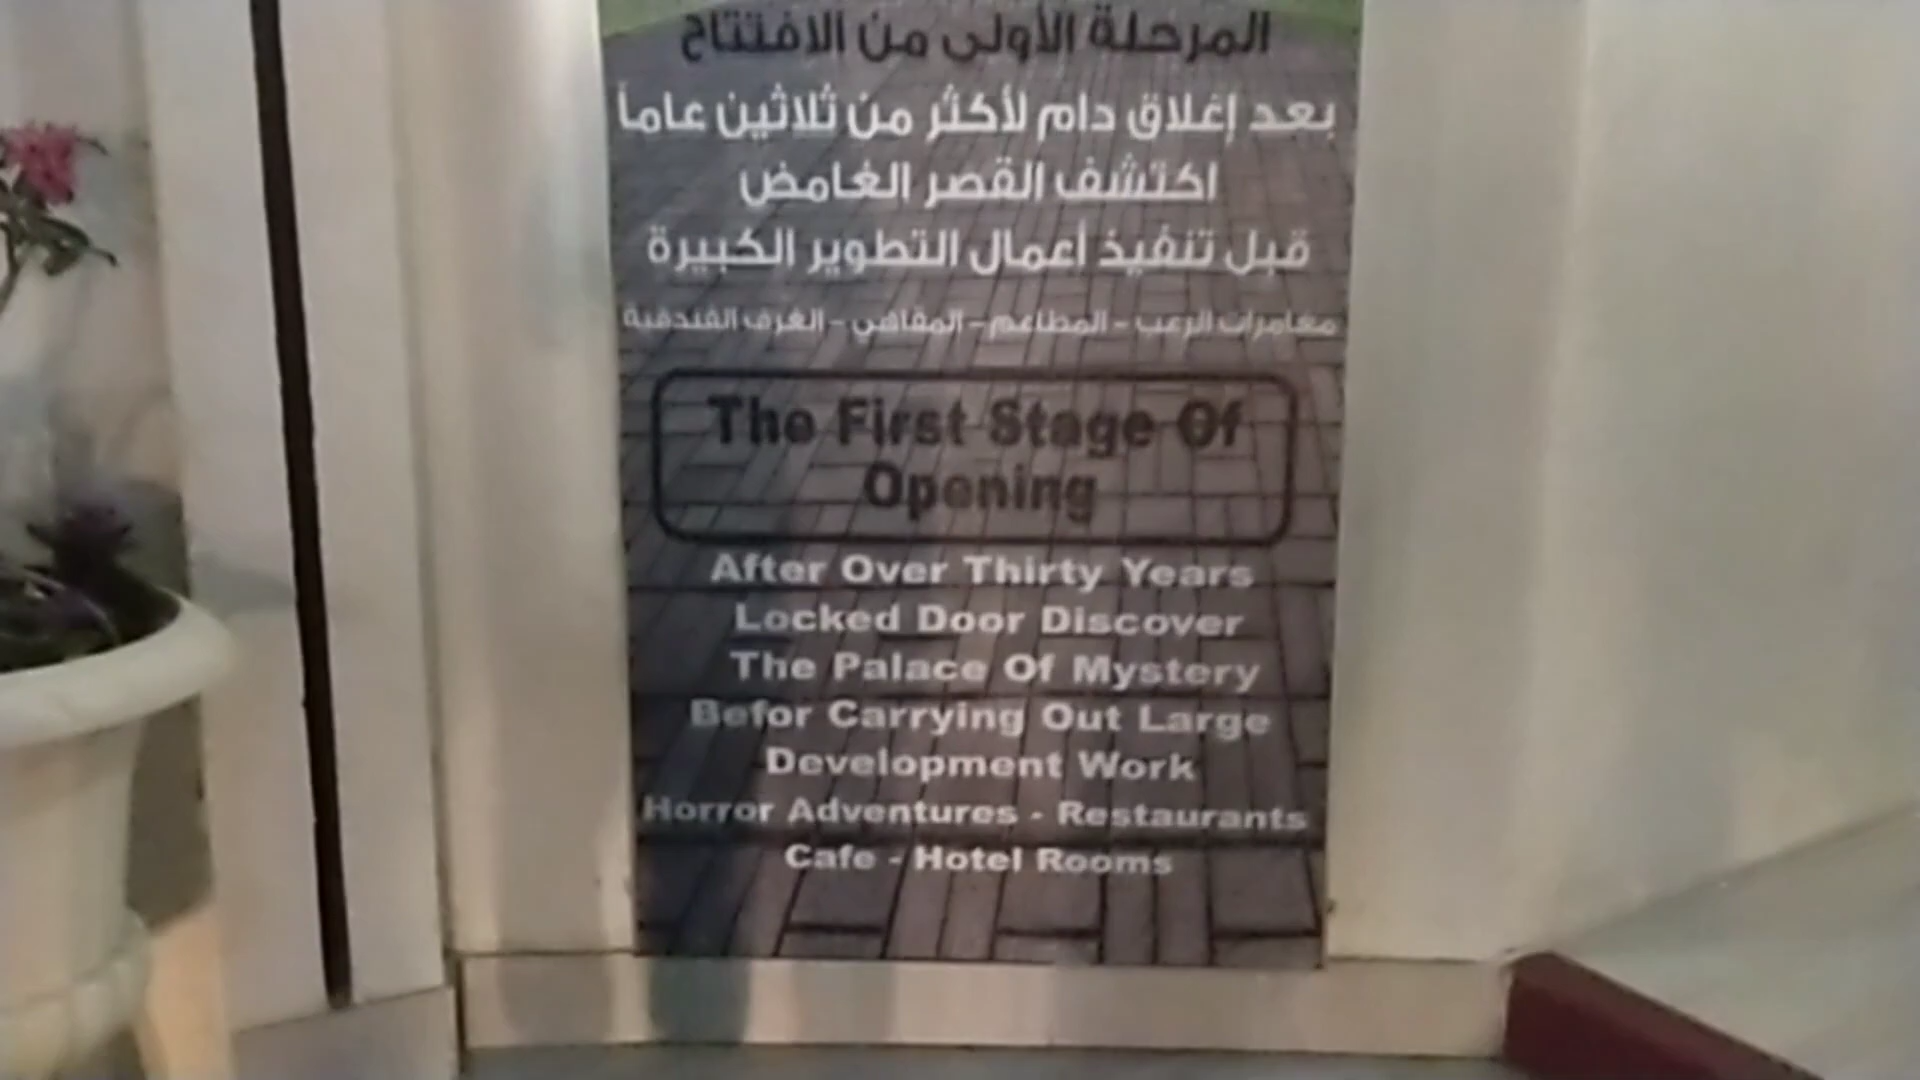 المرحلة الأولى من الافتتاح
بعد إغلاق دام لأكثر من ثلاثين عاماً
اكتشف القصر الغامض
قبل تنفيذ أعمال التطوير الكبيرة
مغامرات الرعب - المطاعم - المقاهي - الغرف الفندقية
The First Stage Of
Opening
After Over Thirty Years
Locked Door Discover
The Palace Of Mystery
Befor Carrying Out Large
Development Work
Horror Adventures - Restaurants
Cafe - Hotel Rooms